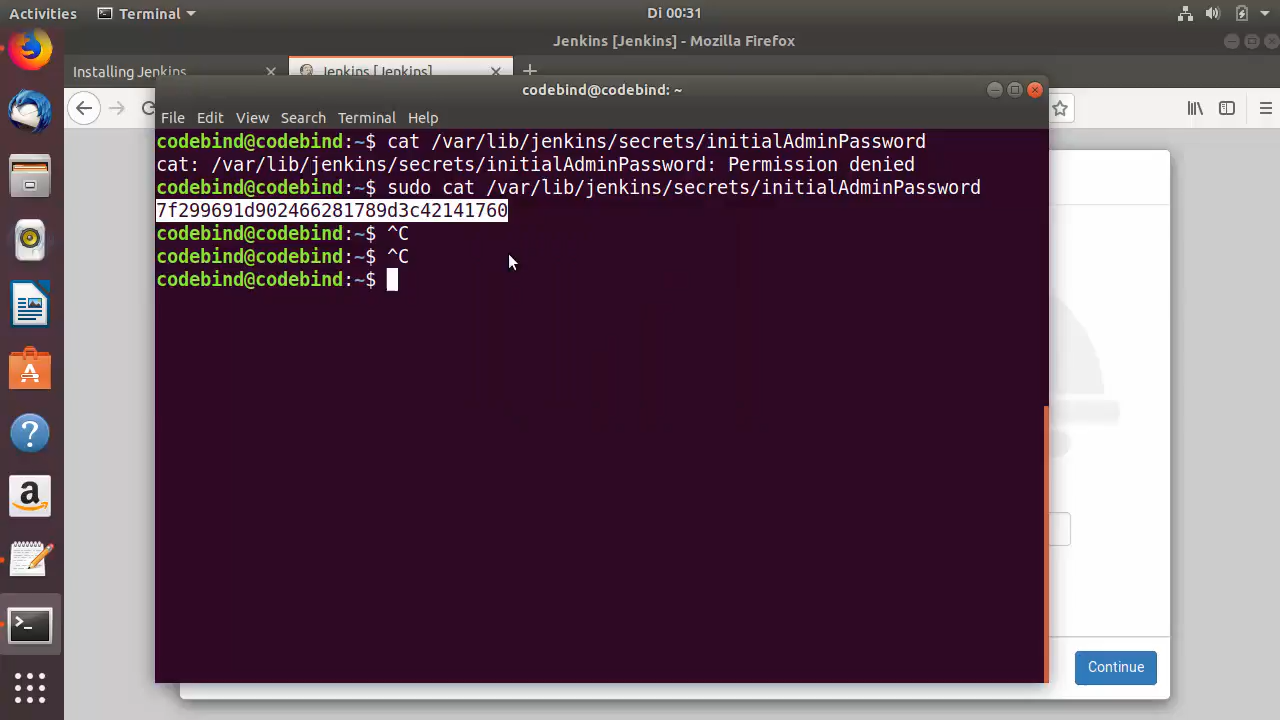 Activities Terminal Di 00:31
Jenkins [Jenkins] - Mozilla Firefox
Installing Jenkins Jenkins [Jenkins]
codebind@codebind: ~
File Edit View Search Terminal Help
codebind@codebind:~$ cat /var/lib/jenkins/secrets/initialAdminPassword
cat: /var/lib/jenkins/secrets/initialAdminPassword: Permission denied
codebind@codebind:~$ sudo cat /var/lib/jenkins/secrets/initialAdminPassword
7f299691d902466281789d3c42141760
codebind@codebind:~$ ^C
codebind@codebind:~$ ^C
codebind@codebind:~$
Continue